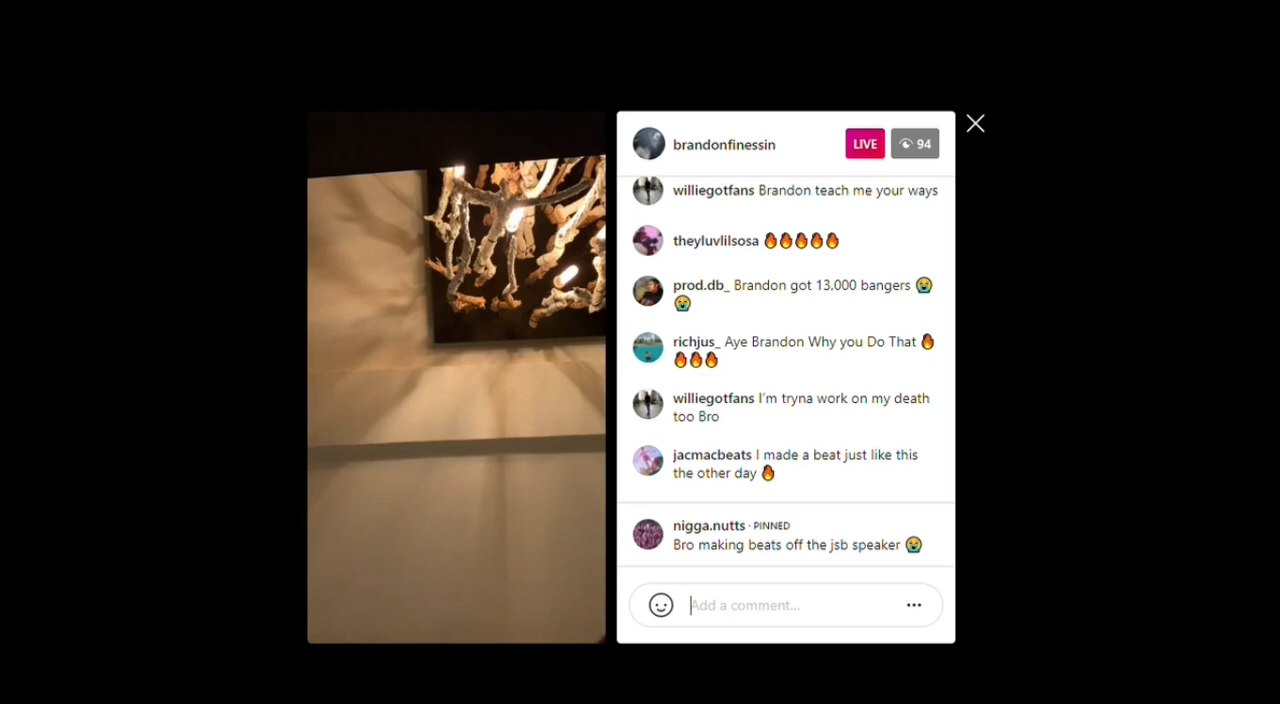 brandonfinessin
LIVE
94
williegotfans Brandon teach me your ways
theyluvlilsosa 🔥🔥🔥🔥🔥
prod.db_ Brandon got 13,000 bangers 😭
😭
richjus_ Aye Brandon Why you Do That 🔥
🔥🔥🔥
williegotfans I'm tryna work on my death
too Bro
jacmacbeats I made a beat just like this
the other day 🔥
nigga.nutts · PINNED
Bro making beats off the jsb speaker 😭
Add a comment...